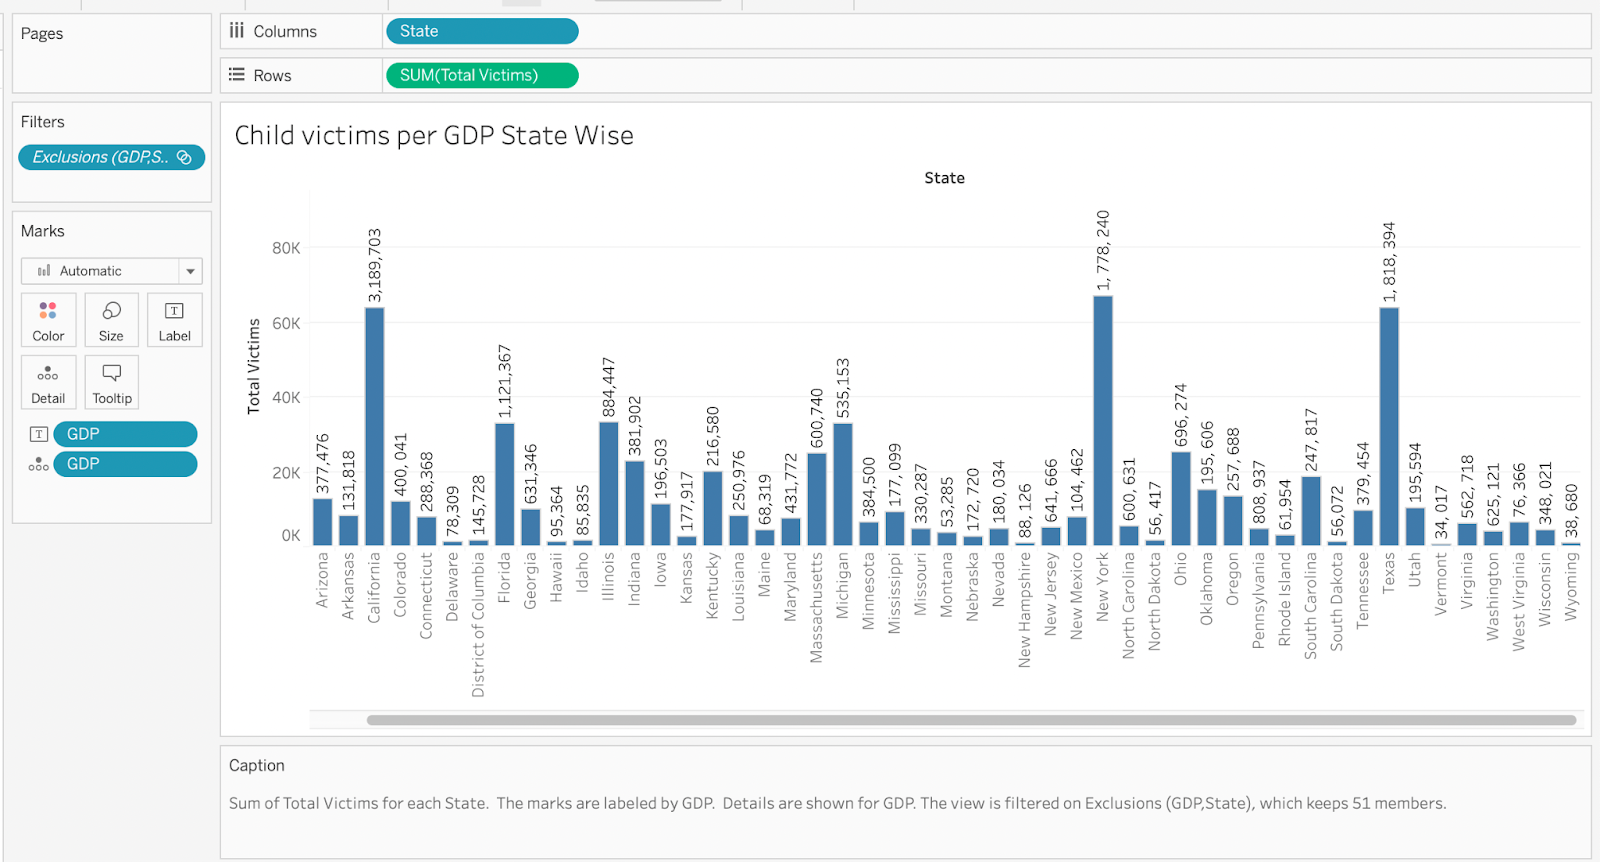 Pages
Columns
State
Rows
SUM(Total Victims)
Filters
Exclusions (GDP,S..
Marks
Automatic
Color
Size
Label
Detail
Tooltip
GDP
GDP
Child victims per GDP State Wise
State
Total Victims
80K
60K
40K
20K
0K
377,476
131,818
3,189,703
400, 041
288,368
78,309
145,728
1,121,367
631,346
95,364
85,835
884,447
381,902
196,503
177,917
216,580
250,976
68,319
431,772
600,740
535,153
384,500
177,099
330,287
53,285
172, 720
180, 034
88, 126
641, 666
104, 462
1, 778, 240
600, 631
56, 417
696, 274
195, 606
257, 688
808, 937
61, 954
247, 817
56, 072
379, 454
1, 818, 394
195, 594
34, 017
562, 718
625, 121
76, 366
348, 021
38, 680
Arizona
Arkansas
California
Colorado
Connecticut
Delaware
District of Columbia
Florida
Georgia
Hawaii
Idaho
Illinois
Indiana
Iowa
Kansas
Kentucky
Louisiana
Maine
Maryland
Massachusetts
Michigan
Minnesota
Mississippi
Missouri
Montana
Nebraska
Nevada
New Hampshire
New Jersey
New Mexico
New York
North Carolina
North Dakota
Ohio
Oklahoma
Oregon
Pennsylvania
Rhode Island
South Carolina
South Dakota
Tennessee
Texas
Utah
Vermont
Virginia
Washington
West Virginia
Wisconsin
Wyoming
Caption
Sum of Total Victims for each State.  The marks are labeled by GDP.  Details are shown for GDP. The view is filtered on Exclusions (GDP,State), which keeps 51 members.